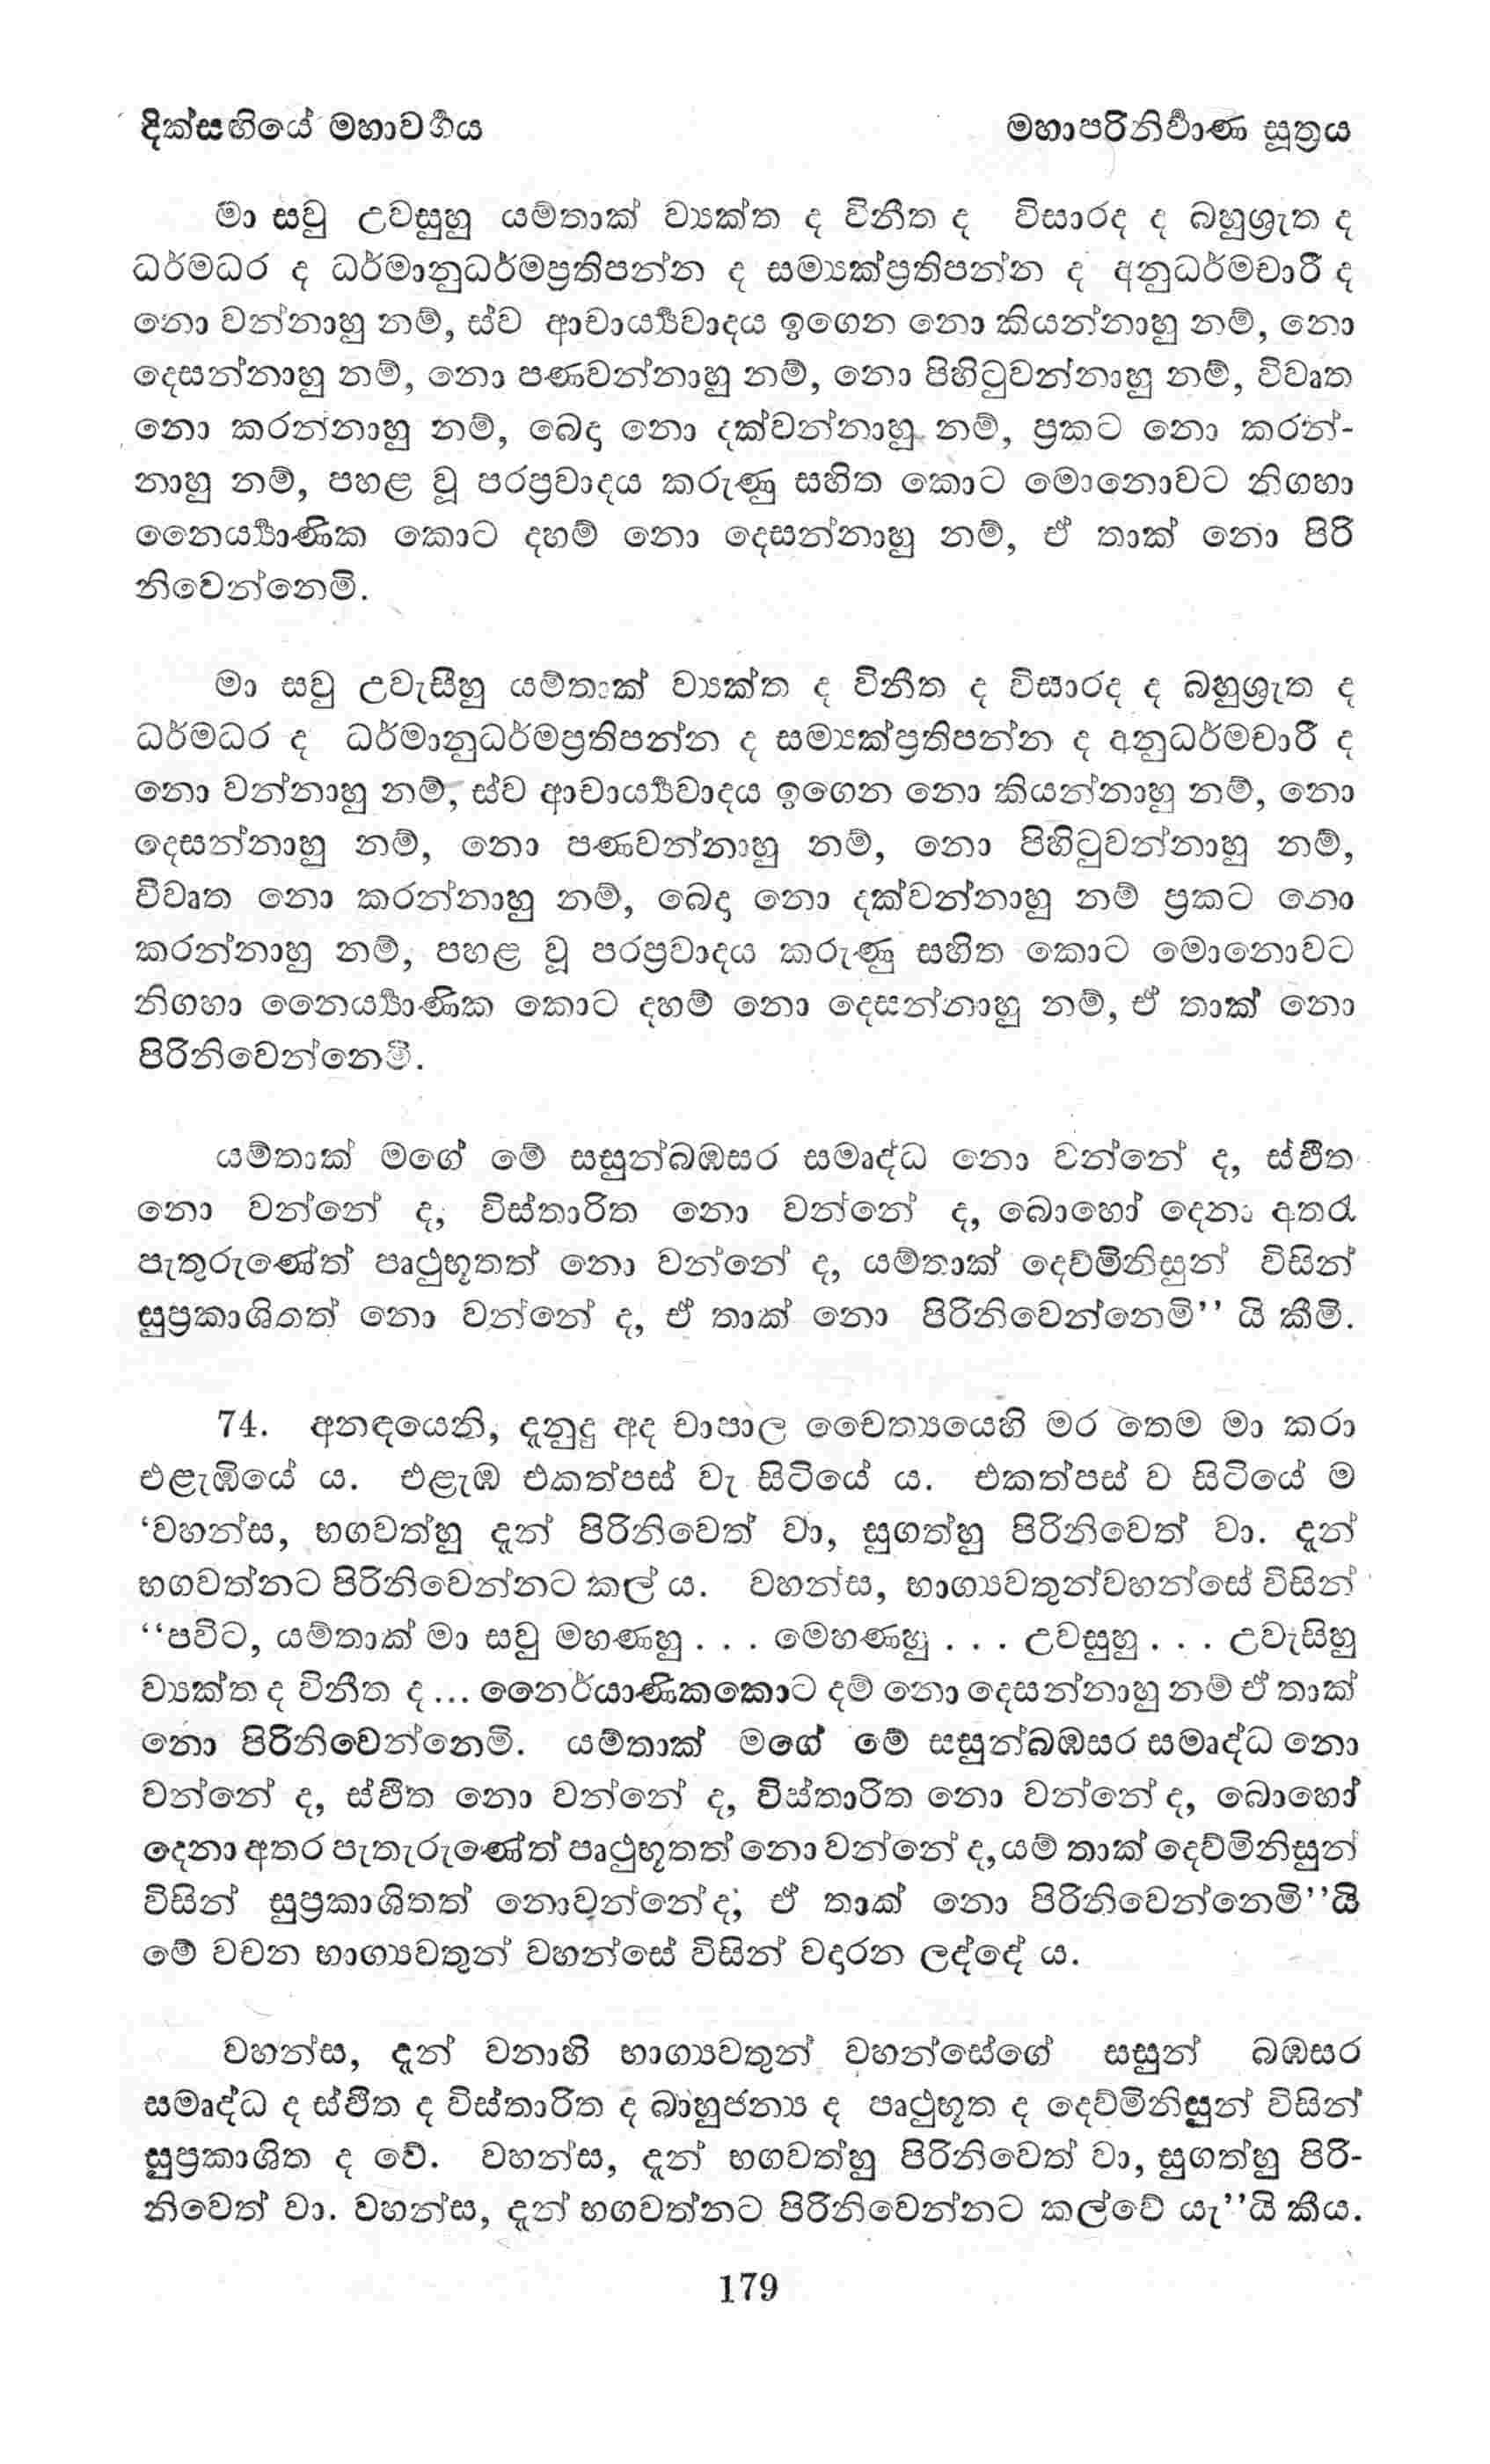 දික්සඟියේ මහාවර්‍ගය
මහාපරිනිර්‍වාණ සූත්‍රය
මා සවු උවසුහු යම්තාක් ව්‍යක්ත ද විනීත ද විසාරද ද බහුශ්‍රැත ද
ධර්මධර ද ධර්මානුධර්මප්‍රතිපන්න ද සම්‍යක්ප්‍රතිපන්න ද අනුධර්මචාරී ද
නො වන්නාහු නම්, ස්ව ආචාර්‍ය්‍යවාදය ඉගෙන නො කියන්නාහු නම්, නො
දෙසන්නාහු නම්, නො පණවන්නාහු නම්, නො පිහිටුවන්නාහු නම්, විවෘත
නො කරන්නාහු නම්, බෙදා නො දක්වන්නාහු නම්, ප්‍රකට නො කරන්-
නාහු නම්, පහළ වූ පරප්‍රවාදය කරුණු සහිත කොට මොනොවට නිගහා
නෛර්‍ය්‍යාණික කොට දහම් නො දෙසන්නාහු නම්, ඒ තාක් නො පිරි
නිවෙන්නෙමි.
මා සවු උවැසීහු යම්තාක් ව්‍යක්ත ද විනීත ද විසාරද ද බහුශ්‍රැත ද
ධර්මධර ද ධර්මානුධර්මප්‍රතිපන්න ද සම්‍යක්ප්‍රතිපන්න ද අනුධර්මචාරී ද
නො වන්නාහු නම්, ස්ව ආචාර්‍ය්‍යවාදය ඉගෙන නො කියන්නාහු නම්, නො
දෙසන්නාහු නම්, නො පණවන්නාහු නම්, නො පිහිටුවන්නාහු නම්,
විවෘත නො කරන්නාහු නම්, බෙදා නො දක්වන්නාහු නම් ප්‍රකට නො
කරන්නාහු නම්, පහළ වූ පරප්‍රවාදය කරුණු සහිත කොට මොනොවට
නිගහා නෛර්‍ය්‍යාණික කොට දහම් නො දෙසන්නාහු නම්, ඒ තාක් නො
පිරිනිවෙන්නෙමි.
යම්තාක් මගේ මේ සසුන්බඹසර සමෘද්ධ නො වන්නේ ද, ස්ඵීත
නො වන්නේ ද, විස්තාරිත නො වන්නේ ද, බොහෝ දෙනා අතරැ
පැතුරුණේත් පෘථුභූතත් නො වන්නේ ද, යම්තාක් දෙව්මිනිසුන් විසින්
සුප්‍රකාශිතත් නො වන්නේ ද, ඒ තාක් නො පිරිනිවෙන්නෙමි’’ යි කීමි.
74. අනඳයෙනි, දැනුදු අද චාපාල චෛත්‍යයෙහි මර තෙම මා කරා
එළැඹියේ ය. එළැඹ එකත්පස් වැ සිටියේ ය. එකත්පස් ව සිටියේ ම
‘වහන්ස, භගවත්හු දැන් පිරිනිවෙත් වා, සුගත්හු පිරිනිවෙත් වා. දැන්
භගවත්නට පිරිනිවෙන්නට කල් ය. වහන්ස, භාග්‍යවතුන්වහන්සේ විසින්
‘‘පවිට, යම්තාක් මා සවු මහණහු . . . මෙහණහු . . . උවසුහු . . . උවැසිහු
ව්‍යක්ත ද විනීත ද ... නෛර්යාණිකකොට දම් නො දෙසන්නාහු නම් ඒ තාක්
නො පිරිනිවෙන්නෙමි. යම්තාක් මගේ මේ සසුන්බඹසර සමෘද්ධ නො
වන්නේ ද, ස්ඵීත නො වන්නේ ද, විස්තාරිත නො වන්නේ ද, බොහෝ
දෙනා අතර පැතැරුණේත් පෘථුභූතත් නො වන්නේ ද,යම් තාක් දෙව්මිනිසුන්
විසින් සුප්‍රකාශිතත් නොවන්නේද, ඒ තාක් නො පිරිනිවෙන්නෙමි’’යි
මේ වචන භාග්‍යවතුන් වහන්සේ විසින් වදාරන ලද්දේ ය.
වහන්ස, දැන් වනාහි භාග්‍යවතුන් වහන්සේගේ සසුන් බඹසර
සමෘද්ධ ද ස්ඵීත ද විස්තාරිත ද බාහුජන්‍ය ද පෘථුභූත ද දෙව්මිනිසුන් විසින්
සුප්‍රකාශිත ද වේ. වහන්ස, දැන් භගවත්හු පිරිනිවෙත් වා, සුගත්හු පිරි-
නිවෙත් වා. වහන්ස, දැන් භගවත්නට පිරිනිවෙන්නට කල්වේ යැ’’යි කීය.
179